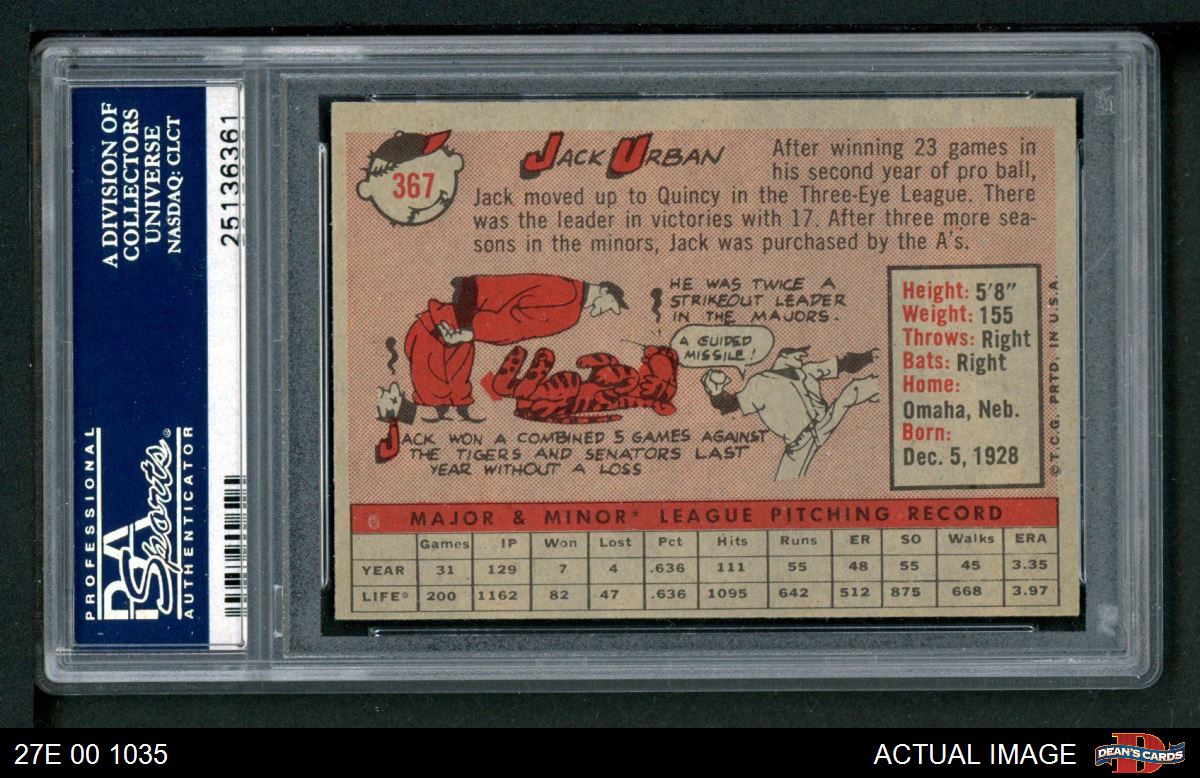 A DIVISION OF
COLLECTORS
UNIVERSE
NASDAQ: CLCT
PROFESSIONAL
PSA
Sports®
AUTHENTICATOR
25136361
367
JACK URBAN
After winning 23 games in
his second year of pro ball,
Jack moved up to Quincy in the Three-Eye League. There
was the leader in victories with 17. After three more sea-
sons in the minors, Jack was purchased by the A's.
HE WAS TWICE A
STRIKEOUT LEADER
IN THE MAJORS.
A GUIDED
MISSILE!
JACK WON A COMBINED 5 GAMES AGAINST
THE TIGERS AND SENATORS LAST
YEAR WITHOUT A LOSS
Height: 5'8"
Weight: 155
Throws: Right
Bats: Right
Home:
Omaha, Neb.
Born:
Dec. 5, 1928
© T.C.G. PRTD. IN U.S.A.
MAJOR & MINOR* LEAGUE PITCHING RECORD
Games IP Won Lost Pct Hits Runs ER SO Walks ERA
YEAR 31 129 7 4 .636 111 55 48 55 45 3.35
LIFE* 200 1162 82 47 .636 1095 642 512 875 668 3.97
27E 00 1035
ACTUAL IMAGE
D
DEAN'S CARDS